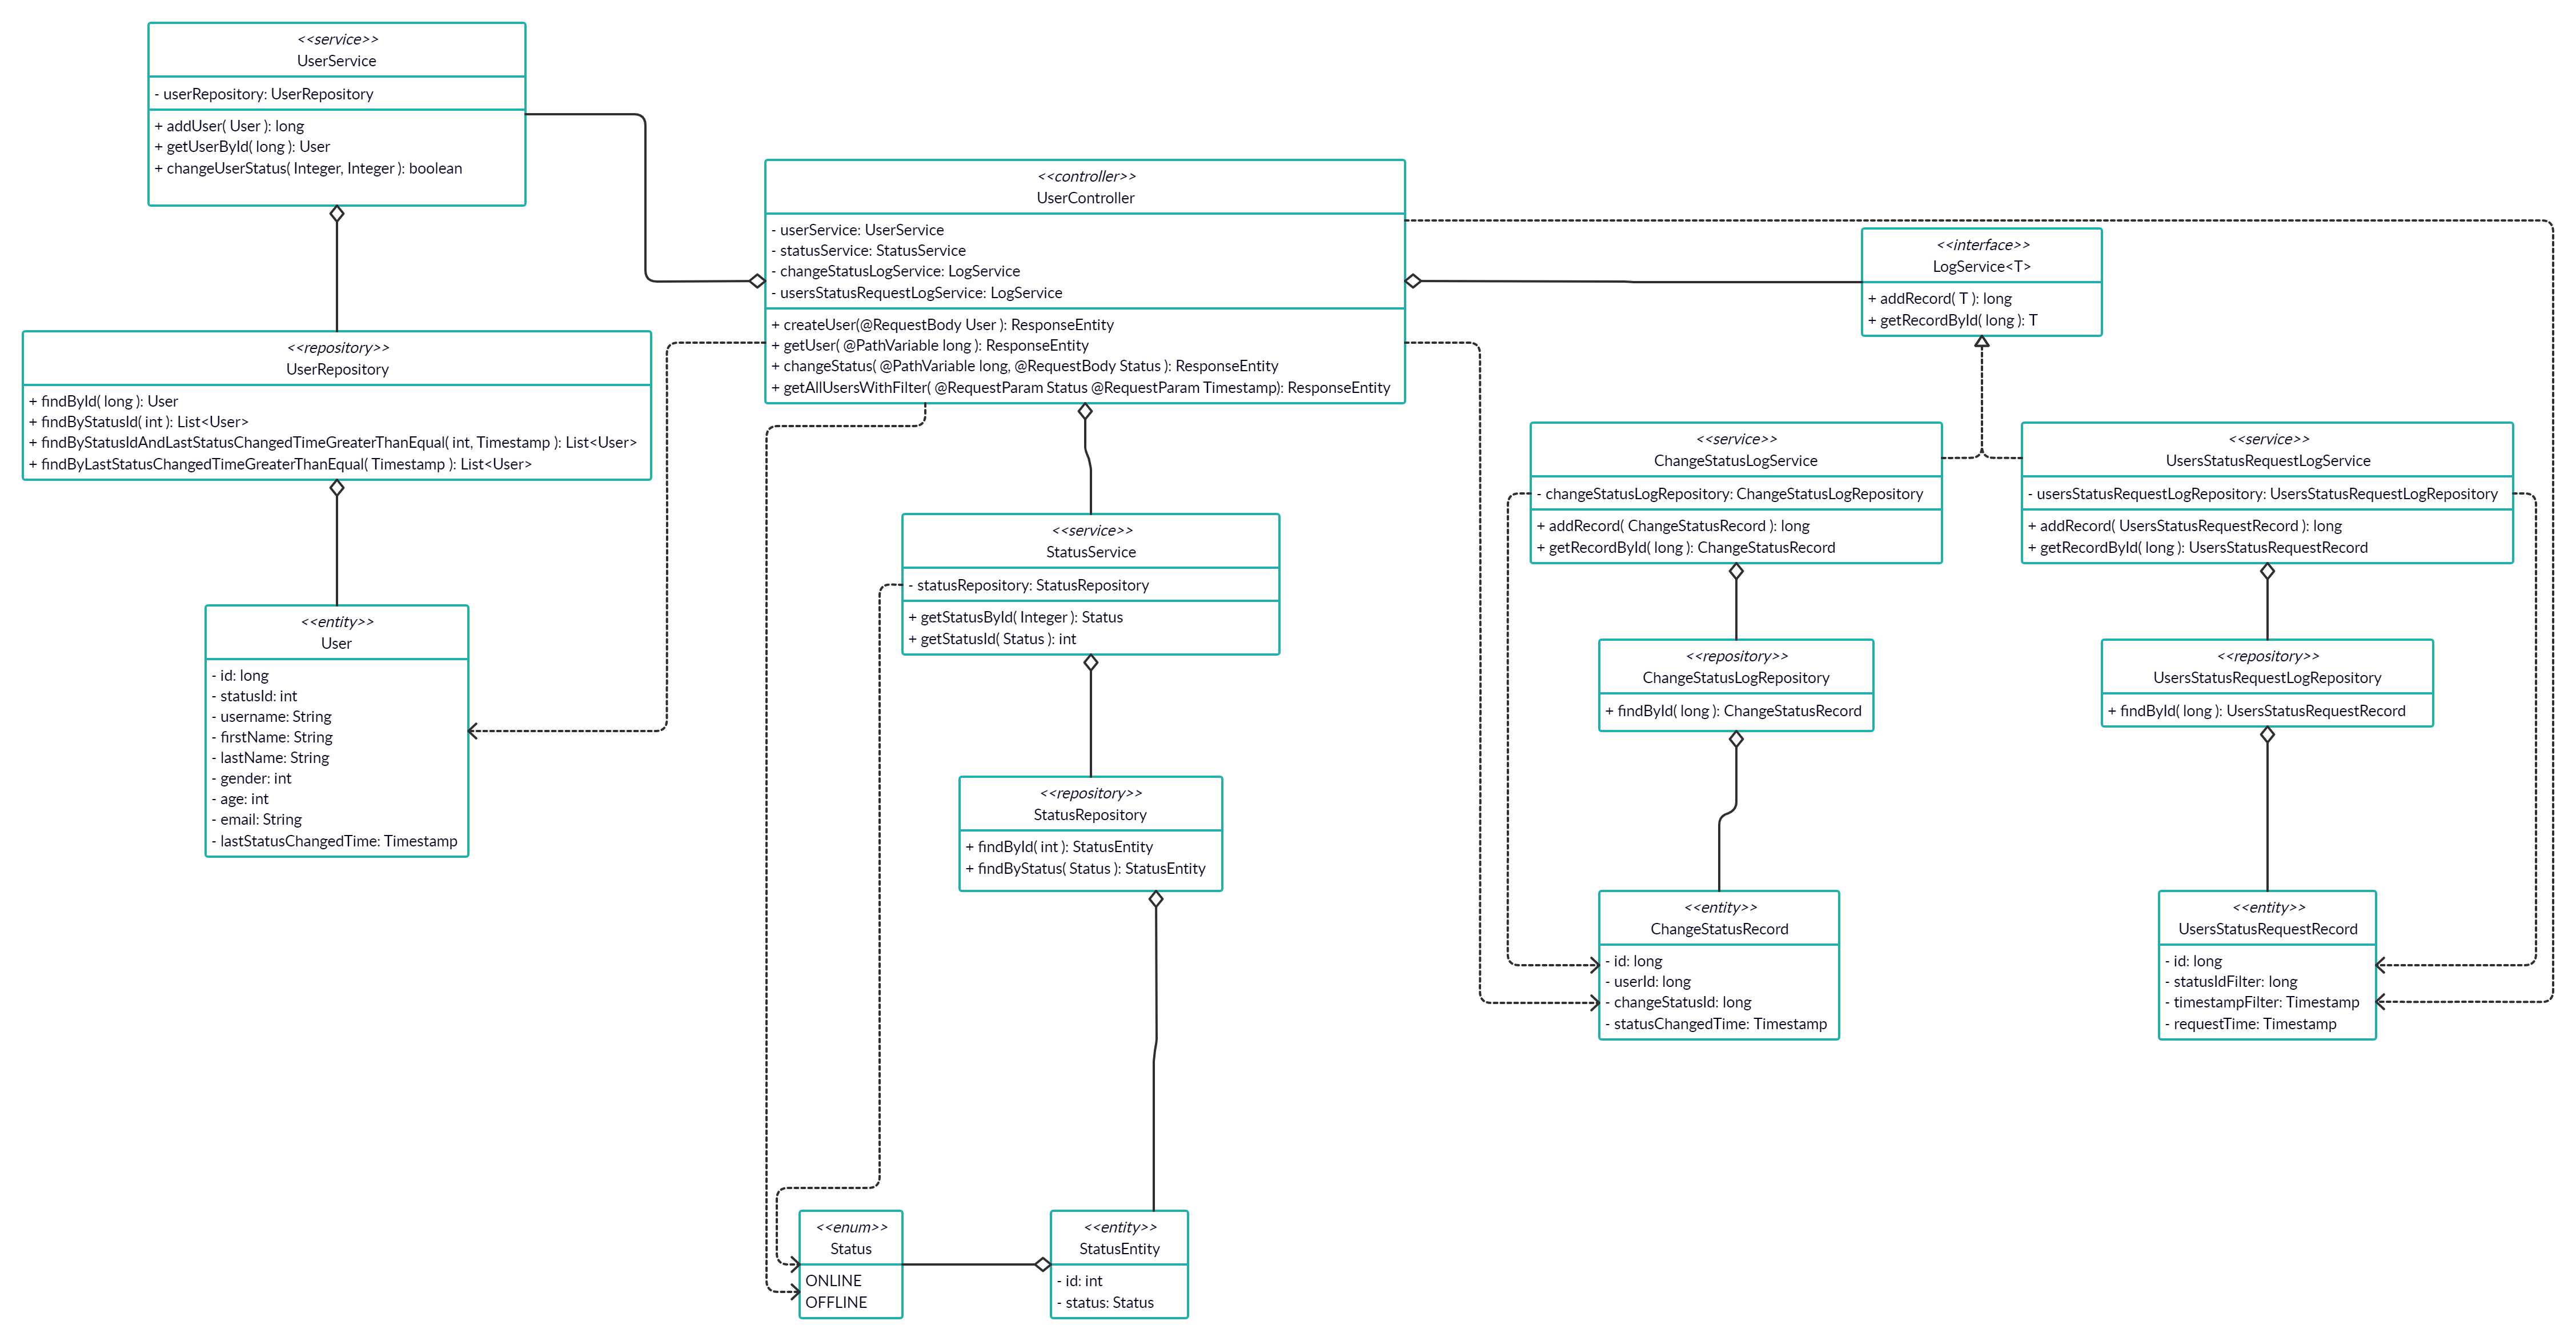 <<service>>
UserService
- userRepository: UserRepository
+ addUser( User ): long
+ getUserById( long ): User
+ changeUserStatus( Integer, Integer ): boolean
<<repository>>
UserRepository
+ findById( long ): User
+ findByStatusId( int ): List<User>
+ findByStatusIdAndLastStatusChangedTimeGreaterThanEqual( int, Timestamp ): List<User>
+ findByLastStatusChangedTimeGreaterThanEqual( Timestamp ): List<User>
<<entity>>
User
- id: long
- statusId: int
- username: String
- firstName: String
- lastName: String
- gender: int
- age: int
- email: String
- lastStatusChangedTime: Timestamp
<<controller>>
UserController
- userService: UserService
- statusService: StatusService
- changeStatusLogService: LogService
- usersStatusRequestLogService: LogService
+ createUser(@RequestBody User ): ResponseEntity
+ getUser( @PathVariable long ): ResponseEntity
+ changeStatus( @PathVariable long, @RequestBody Status ): ResponseEntity
+ getAllUsersWithFilter( @RequestParam Status @RequestParam Timestamp): ResponseEntity
<<service>>
StatusService
- statusRepository: StatusRepository
+ getStatusById( Integer ): Status
+ getStatusId( Status ): int
<<repository>>
StatusRepository
+ findById( int ): StatusEntity
+ findByStatus( Status ): StatusEntity
<<enum>>
Status
ONLINE
OFFLINE
<<entity>>
StatusEntity
- id: int
- status: Status
<<interface>>
LogService<T>
+ addRecord( T ): long
+ getRecordById( long ): T
<<service>>
ChangeStatusLogService
- changeStatusLogRepository: ChangeStatusLogRepository
+ addRecord( ChangeStatusRecord ): long
+ getRecordById( long ): ChangeStatusRecord
<<repository>>
ChangeStatusLogRepository
+ findById( long ): ChangeStatusRecord
<<entity>>
ChangeStatusRecord
- id: long
- userId: long
- changeStatusId: long
- statusChangedTime: Timestamp
<<service>>
UsersStatusRequestLogService
- usersStatusRequestLogRepository: UsersStatusRequestLogRepository
+ addRecord( UsersStatusRequestRecord ): long
+ getRecordById( long ): UsersStatusRequestRecord
<<repository>>
UsersStatusRequestLogRepository
+ findById( long ): UsersStatusRequestRecord
<<entity>>
UsersStatusRequestRecord
- id: long
- statusIdFilter: long
- timestampFilter: Timestamp
- requestTime: Timestamp